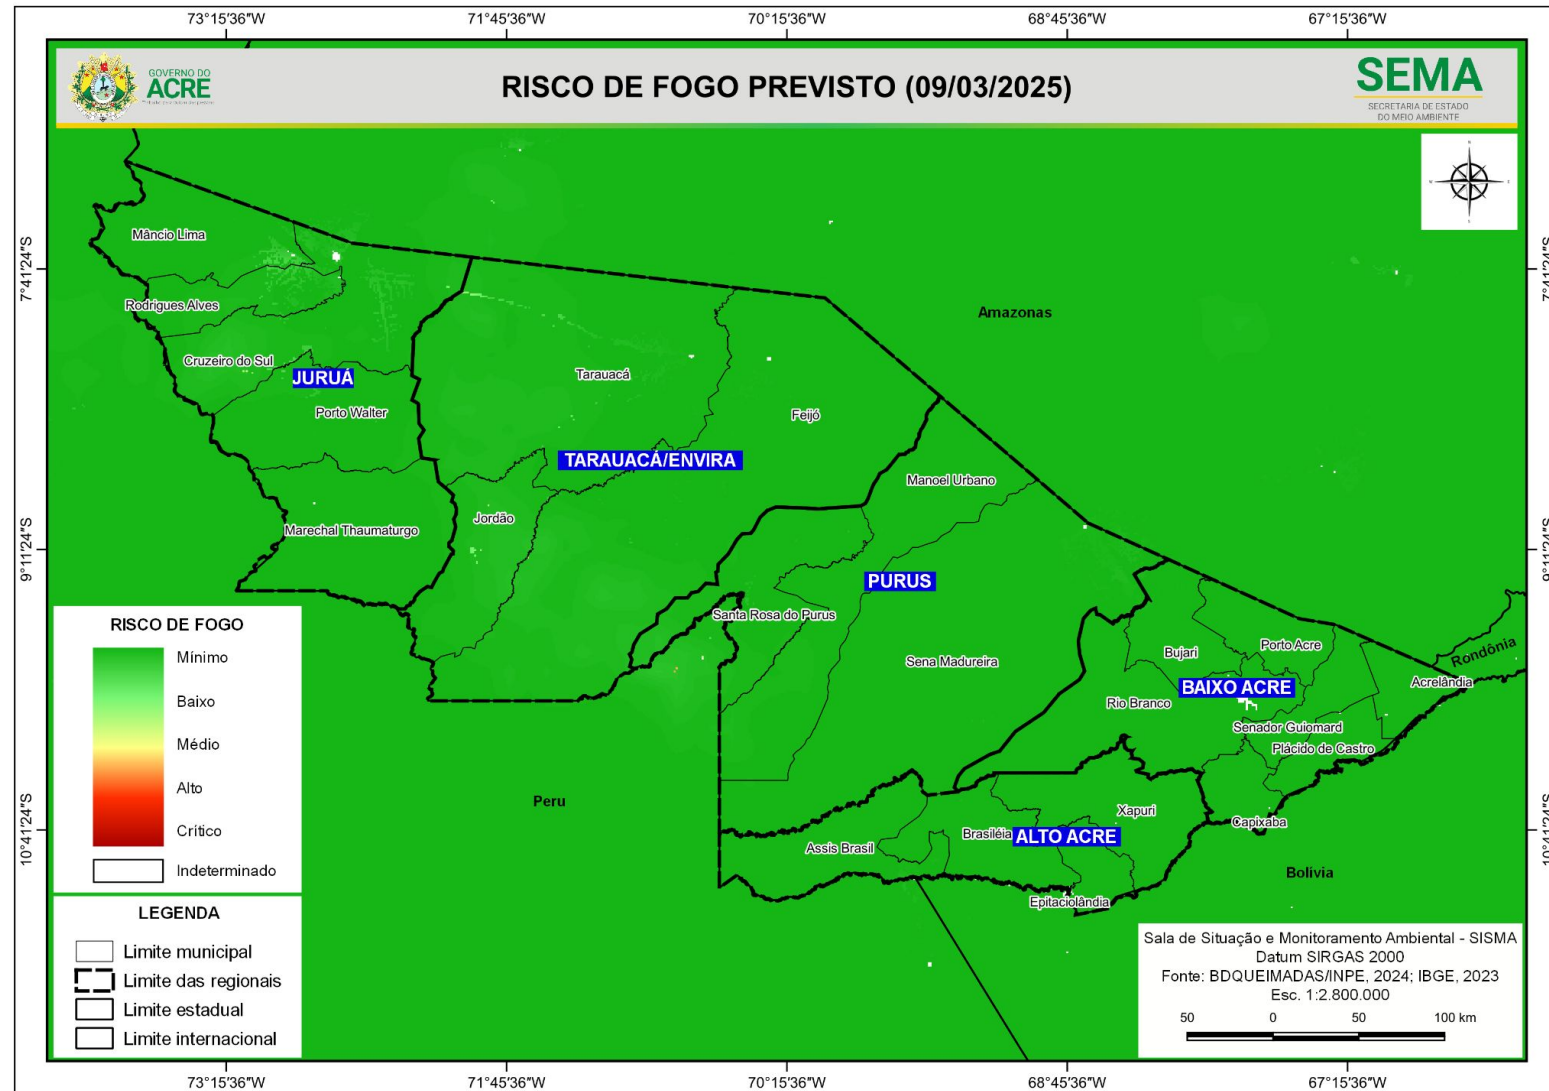 73°15'36"W
71°45'36"W
70°15'36"W
68°45'36"W
67°15'36"W
GOVERNO DO
ACRE
RISCO DE FOGO PREVISTO (09/03/2025)
SEMA
SECRETARIA DE ESTADO
DO MEIO AMBIENTE
N
W
E
S
7°41'24"S
7°41'24"S
Mâncio Lima
Rodrigues Alves
Amazonas
Cruzeiro do Sul
JURUÁ
Tarauacá
Porto Walter
Feijó
TARAUACÁ/ENVIRA
Manoel Urbano
Jordão
Marechal Thaumaturgo
9°11'24"S
9°11'24"S
PURUS
Santa Rosa do Purus
Sena Madureira
Bujari
Porto Acre
Rondônia
Acrelândia
BAIXO ACRE
Rio Branco
Senador Guiomard
Plácido de Castro
Peru
Xapuri
Capixaba
Brasiléia
ALTO ACRE
Assis Brasil
10°41'24"S
10°41'24"S
Bolívia
Epitaciolândia
RISCO DE FOGO
Mínimo
Baixo
Médio
Alto
Crítico
Indeterminado
LEGENDA
Limite municipal
Limite das regionais
Limite estadual
Limite internacional
Sala de Situação e Monitoramento Ambiental - SISMA
Datum SIRGAS 2000
Fonte: BDQUEIMADAS/INPE, 2024; IBGE, 2023
Esc. 1:2.800.000
50 0 50 100 km
73°15'36"W
71°45'36"W
70°15'36"W
68°45'36"W
67°15'36"W